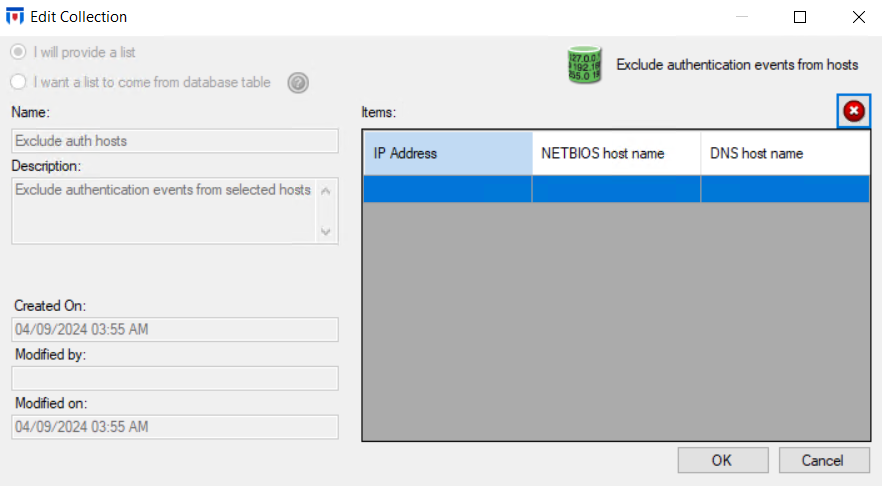 Edit Collection
I will provide a list
I want a list to come from database table
Exclude authentication events from hosts
Name:
Exclude auth hosts
Description:
Exclude authentication events from selected hosts
Created On:
04/09/2024 03:55 AM
Modified by:
Modified on:
04/09/2024 03:55 AM
Items:
IP Address NETBIOS host name DNS host name
OK Cancel